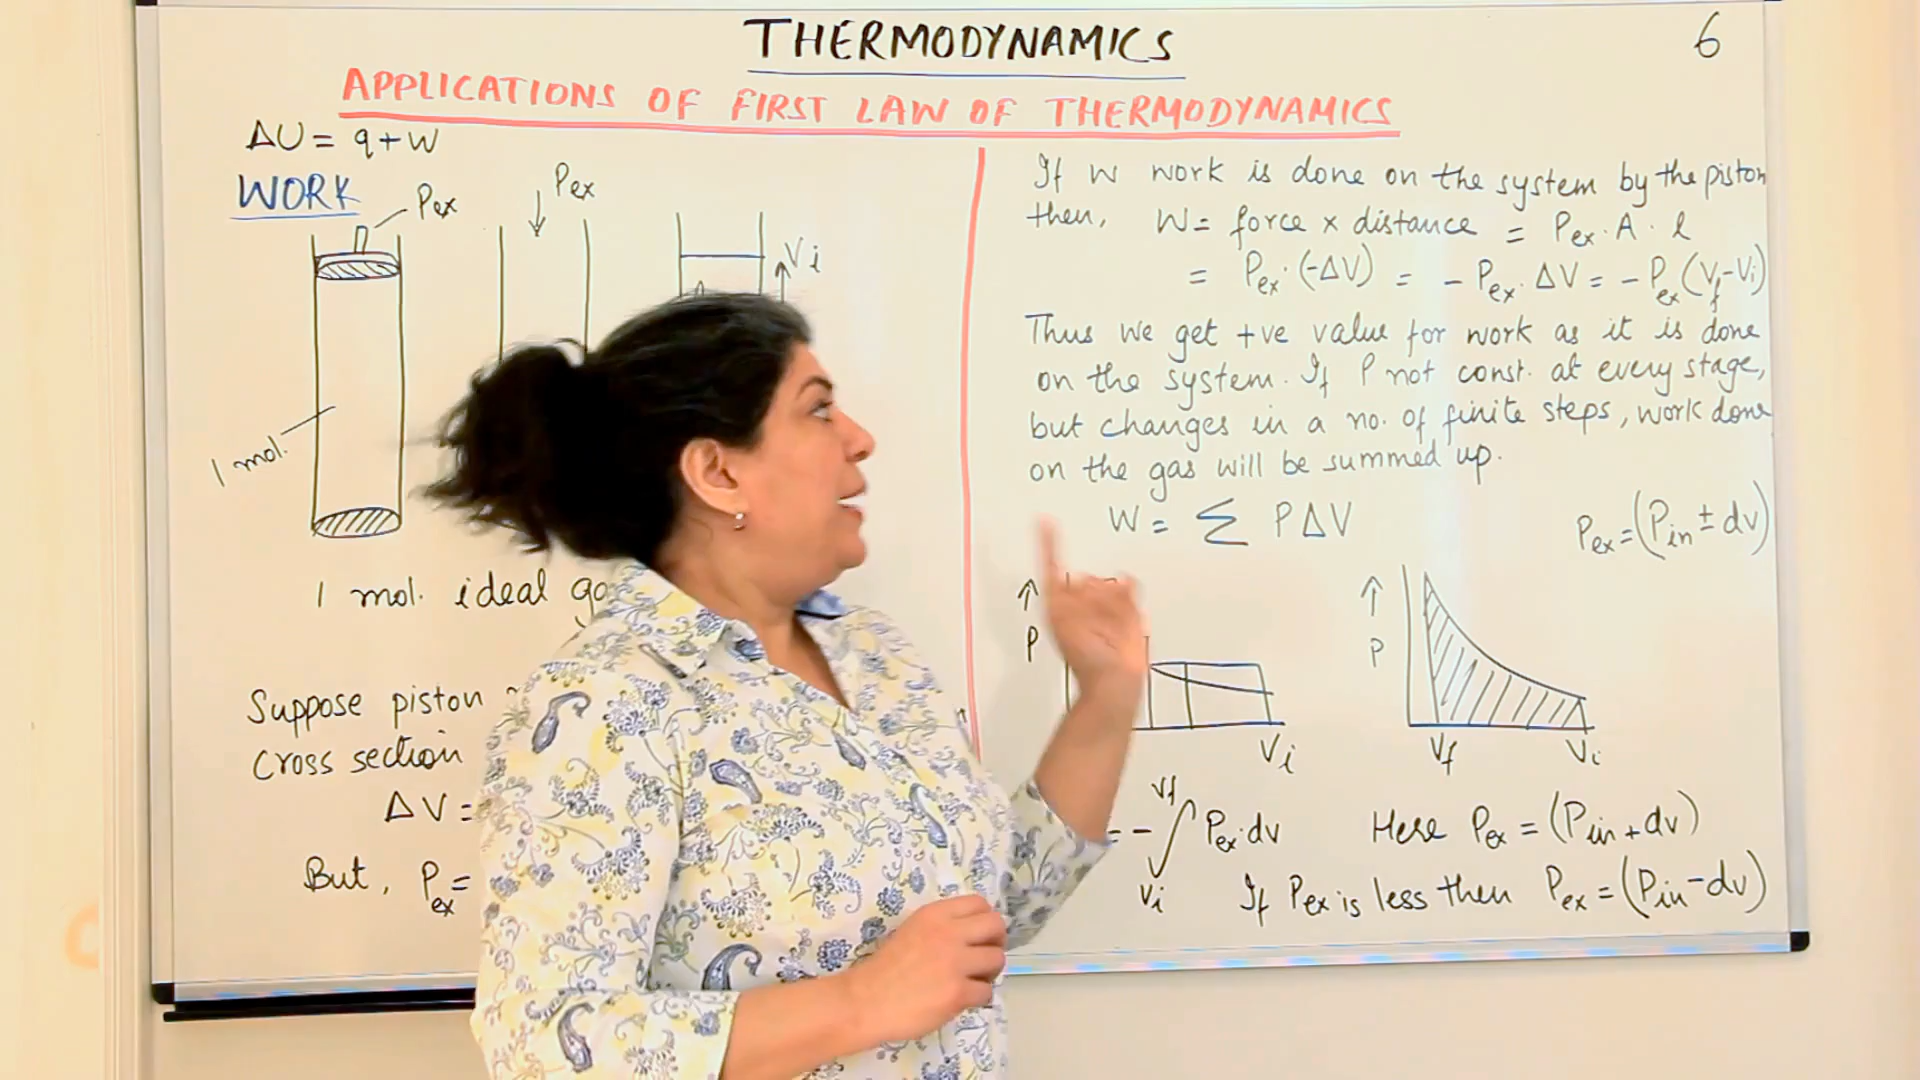 THERMODYNAMICS
6
APPLICATIONS OF FIRST LAW OF THERMODYNAMICS
ΔU = q+w
WORK
Pex
Pex
Vi
1 mol.
1 mol. ideal
Suppose piston
cross section
ΔV =
But, Pex =
If w work is done on the system by the piston
then, W = force x distance = Pex. A. l
= Pex. (-ΔV) = - Pex. ΔV = - Pex (Vf-Vi)
Thus we get +ve value for work as it is done
on the system. If P not const. at every stage,
but changes in a no. of finite steps, work done
on the gas will be summed up.
W = Σ PΔV
Pex = (Pin ± dv)
P
Vi
P
Vf
Vi
= - ∫ Pex. dv
Vf
Vi
Here Pex = (Pin + dv)
If Pex is less then Pex = (Pin - dv)